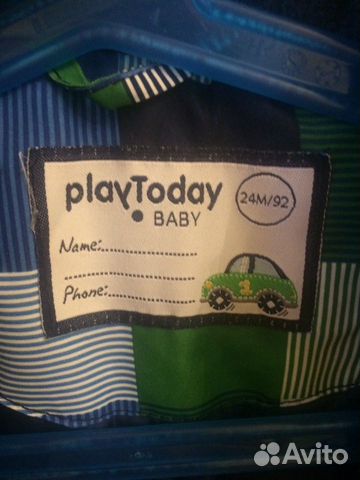 playToday
BABY
24M/92
Name:
Phone:
Avito